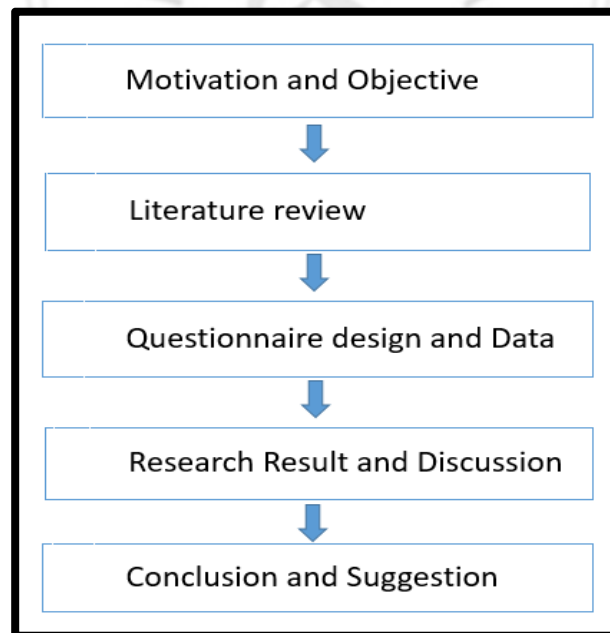 Motivation and Objective
Literature review
Questionnaire design and Data
Research Result and Discussion
Conclusion and Suggestion